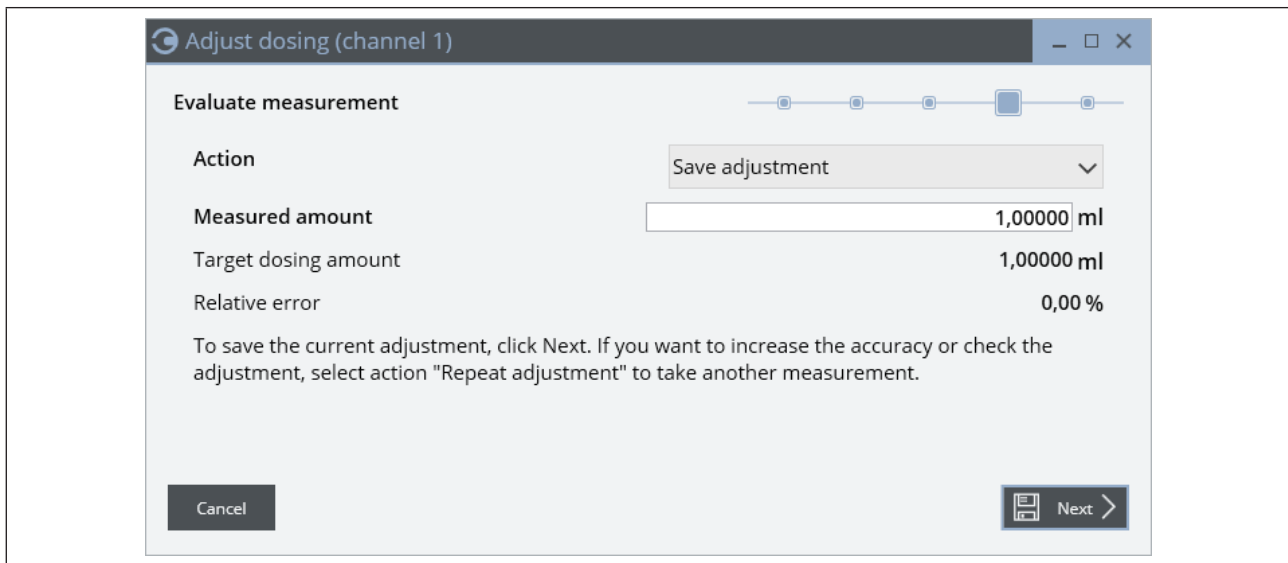 Adjust dosing (channel 1)
Evaluate measurement
Action
Save adjustment
Measured amount
1,00000 ml
Target dosing amount
1,00000 ml
Relative error
0,00 %
To save the current adjustment, click Next. If you want to increase the accuracy or check the
adjustment, select action "Repeat adjustment" to take another measurement.
Cancel
Next